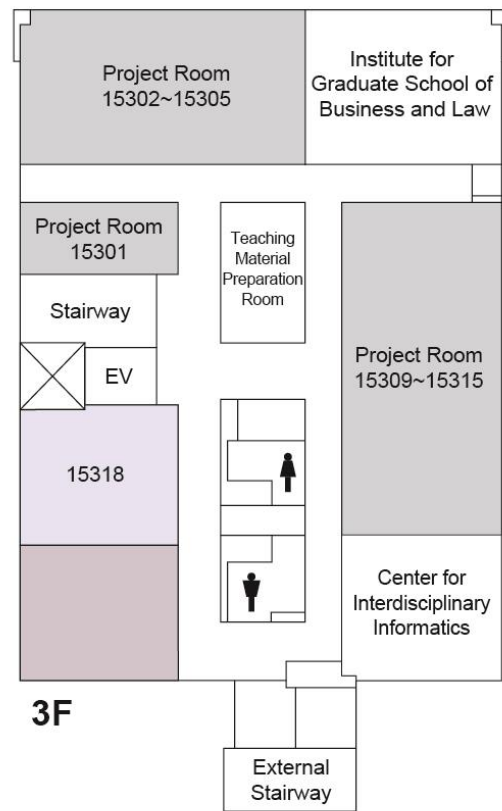 Project Room
15302~15305
Institute for
Graduate School of
Business and Law
Project Room
15301
Teaching
Material
Preparation
Room
Stairway
EV
Project Room
15309~15315
15318
Center for
Interdisciplinary
Informatics
3F
External
Stairway